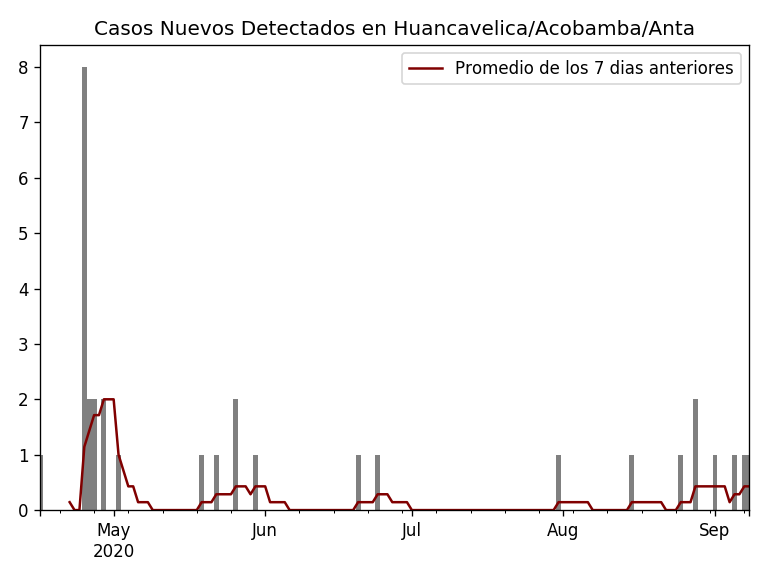 Casos Nuevos Detectados en Huancavelica/Acobamba/Anta
Promedio de los 7 dias anteriores
8
7
6
5
4
3
2
1
0
May
2020
Jun
Jul
Aug
Sep